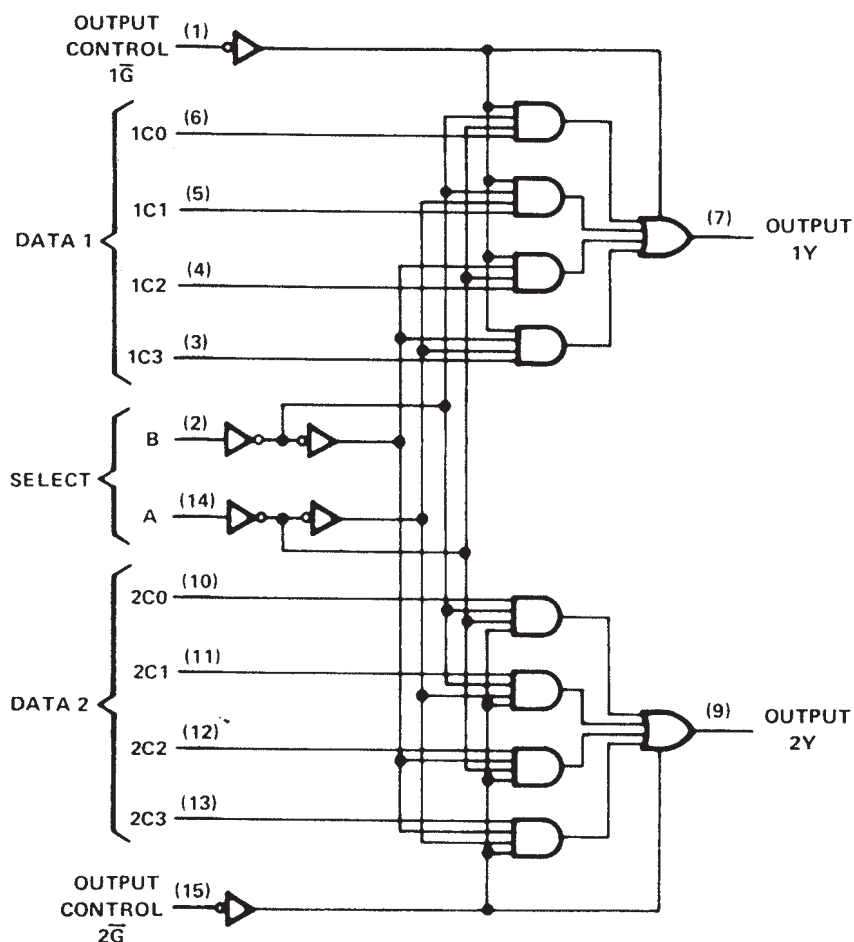 OUTPUT
CONTROL
1G̅
(1)
1C0
(6)
1C1
(5)
DATA 1
1C2
(4)
1C3
(3)
(7)
OUTPUT
1Y
B
(2)
SELECT
A
(14)
2C0
(10)
2C1
(11)
DATA 2
2C2
(12)
2C3
(13)
(9)
OUTPUT
2Y
OUTPUT
CONTROL
2G̅
(15)